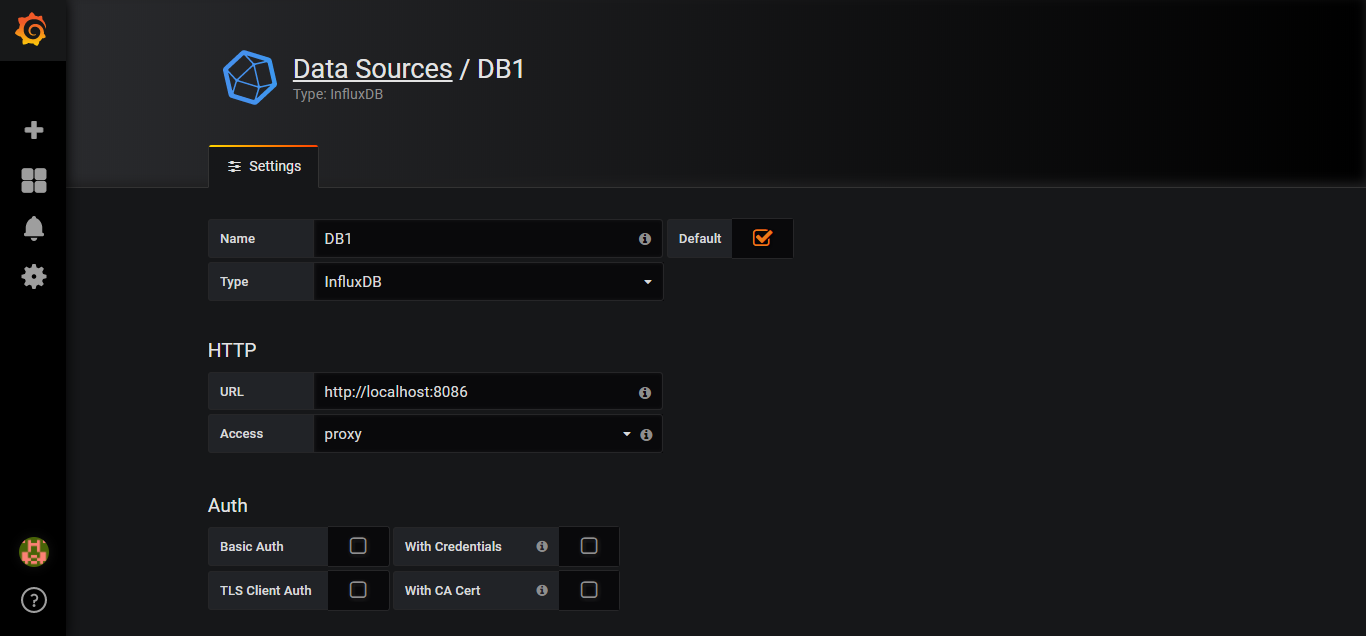 Data Sources / DB1
Type: InfluxDB
Settings
Name DB1 Default
Type InfluxDB
HTTP
URL http://localhost:8086
Access proxy
Auth
Basic Auth With Credentials
TLS Client Auth With CA Cert